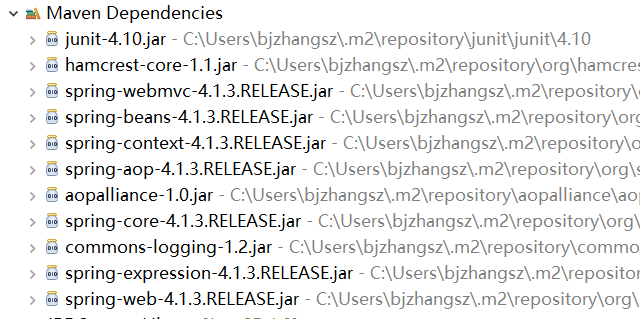 Maven Dependencies
junit-4.10.jar - C:\Users\bjzhangsz\.m2\repository\junit\junit\4.10
hamcrest-core-1.1.jar - C:\Users\bjzhangsz\.m2\repository\org\hamcres
spring-webmvc-4.1.3.RELEASE.jar - C:\Users\bjzhangsz\.m2\repository\o
spring-beans-4.1.3.RELEASE.jar - C:\Users\bjzhangsz\.m2\repository\org
spring-context-4.1.3.RELEASE.jar - C:\Users\bjzhangsz\.m2\repository\o
spring-aop-4.1.3.RELEASE.jar - C:\Users\bjzhangsz\.m2\repository\org\s
aopalliance-1.0.jar - C:\Users\bjzhangsz\.m2\repository\aopalliance\aop
spring-core-4.1.3.RELEASE.jar - C:\Users\bjzhangsz\.m2\repository\org\
commons-logging-1.2.jar - C:\Users\bjzhangsz\.m2\repository\commo
spring-expression-4.1.3.RELEASE.jar - C:\Users\bjzhangsz\.m2\repositor
spring-web-4.1.3.RELEASE.jar - C:\Users\bjzhangsz\.m2\repository\org\